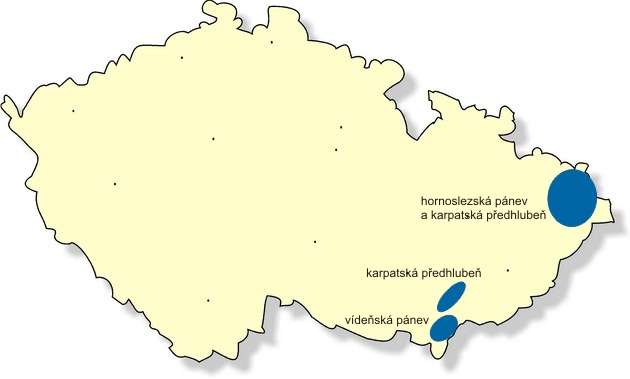 hornoslezská pánev
a karpatská předhlubeň
karpatská předhlubeň
vídeňská pánev